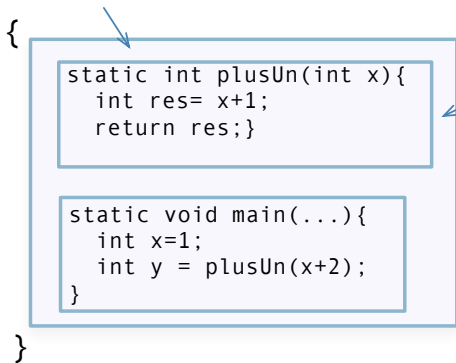 {
static int plusUn(int x){
int res= x+1;
return res;}
static void main(...){
int x=1;
int y = plusUn(x+2);
}
}